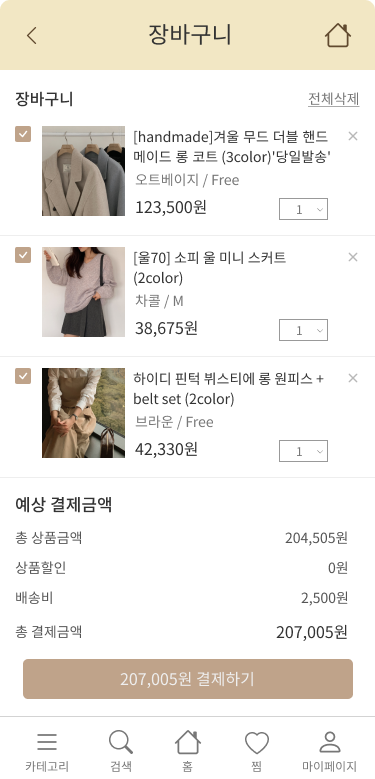 장바구니
장바구니
전체삭제
[handmade]겨울 무드 더블 핸드
메이드 롱 코트 (3color)'당일발송'
오트베이지 / Free
123,500원
1
[울70] 소피 울 미니 스커트
(2color)
차콜 / M
38,675원
1
하이디 핀턱 뷔스티에 롱 원피스 +
belt set (2color)
브라운 / Free
42,330원
1
예상 결제금액
총 상품금액 204,505원
상품할인 0원
배송비 2,500원
총 결제금액 207,005원
207,005원 결제하기
카테고리 검색 홈 찜 마이페이지